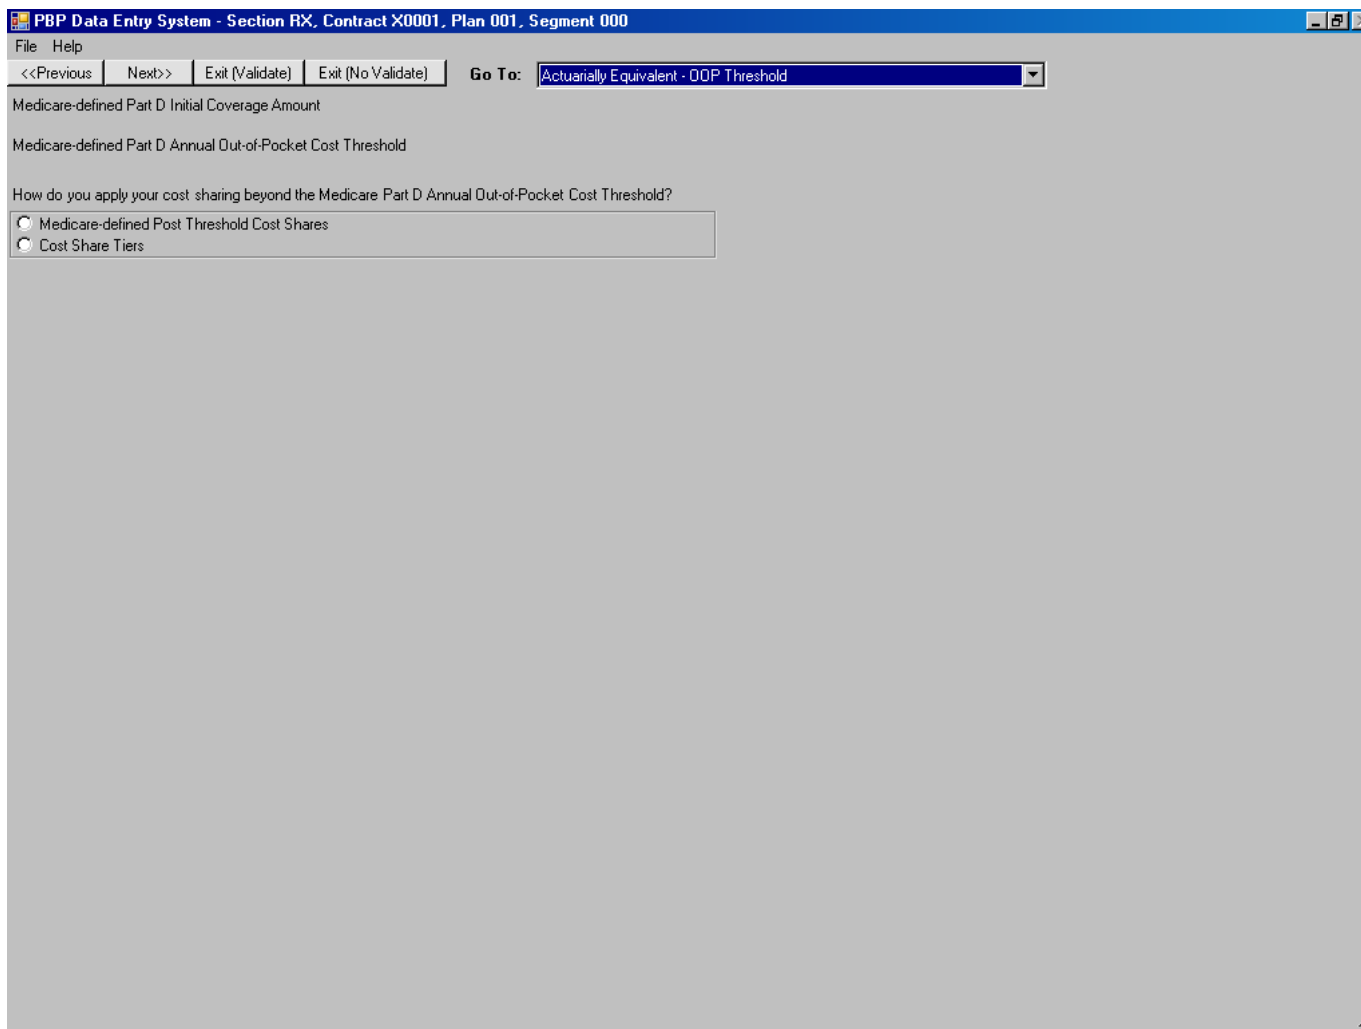 PBP Data Entry System - Section RX, Contract X0001, Plan 001, Segment 000
File Help
<<Previous Next>> Exit (Validate) Exit (No Validate) Go To: Actuarially Equivalent - OOP Threshold
Medicare-defined Part D Initial Coverage Amount
Medicare-defined Part D Annual Out-of-Pocket Cost Threshold
How do you apply your cost sharing beyond the Medicare Part D Annual Out-of-Pocket Cost Threshold?
Medicare-defined Post Threshold Cost Shares
Cost Share Tiers